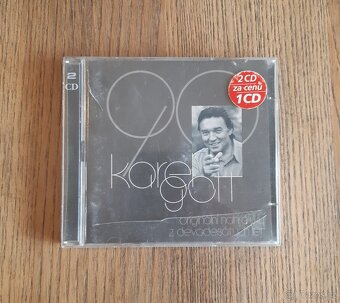 2
CD
90
2CD
za cenu
1CD
karel
gott
originální nahrávky
z devadesátých let